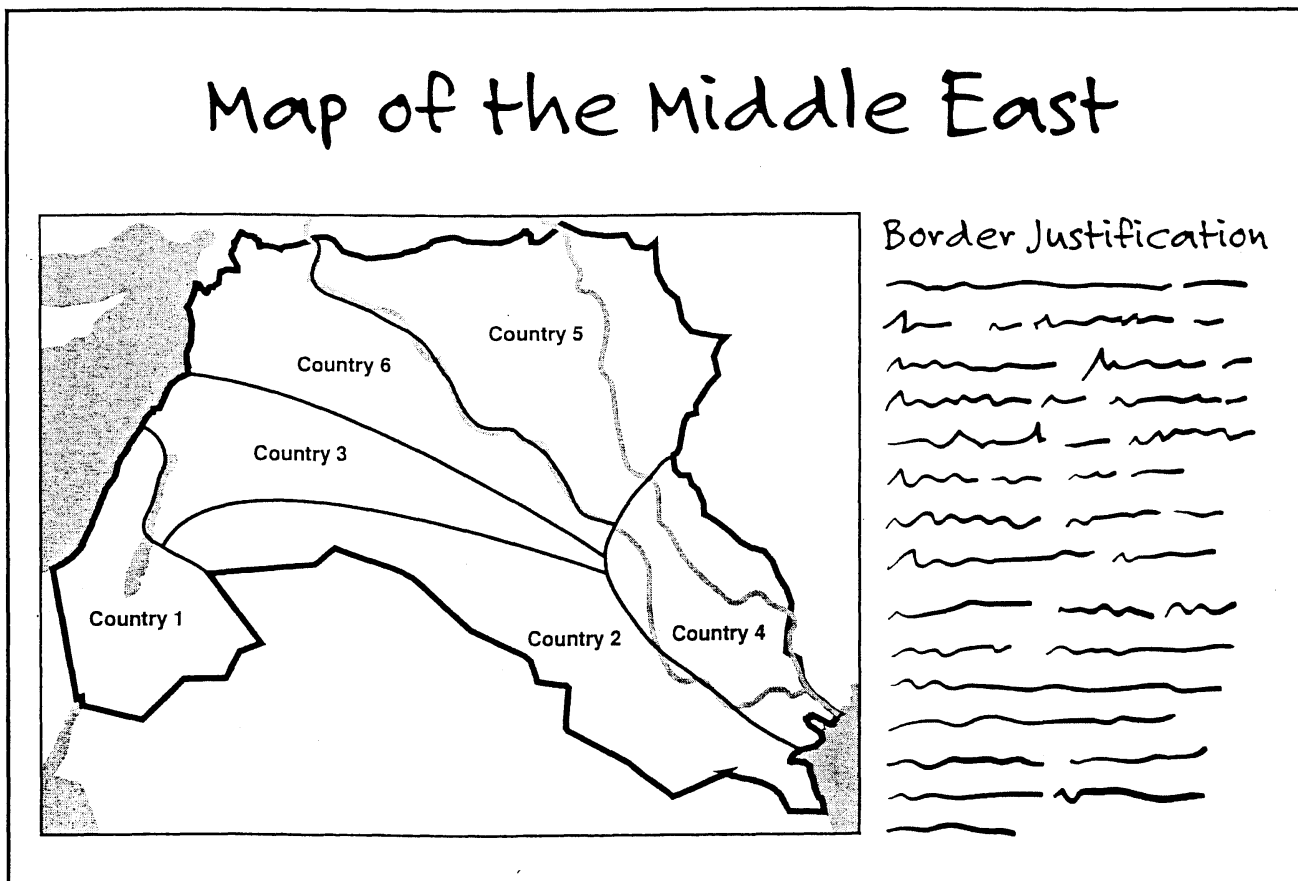 Map of the Middle East
Border Justification
Country 5
Country 6
Country 3
Country 1
Country 2
Country 4